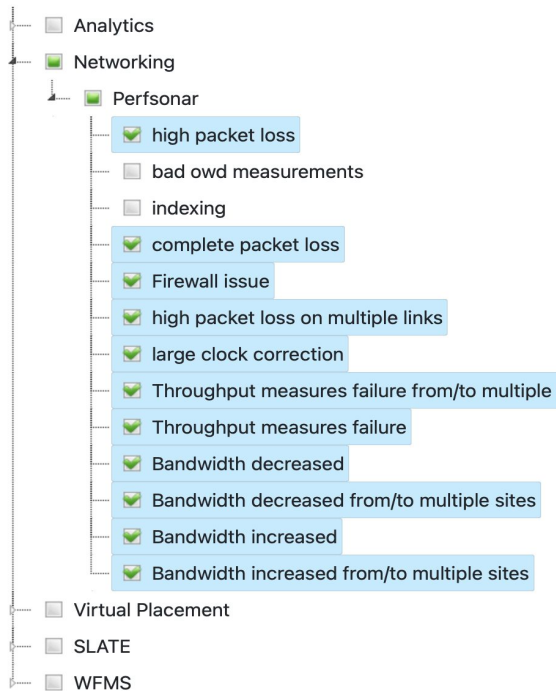 Analytics
Networking
Perfsonar
high packet loss
bad owd measurements
indexing
complete packet loss
Firewall issue
high packet loss on multiple links
large clock correction
Throughput measures failure from/to multiple
Throughput measures failure
Bandwidth decreased
Bandwidth decreased from/to multiple sites
Bandwidth increased
Bandwidth increased from/to multiple sites
Virtual Placement
SLATE
WFMS